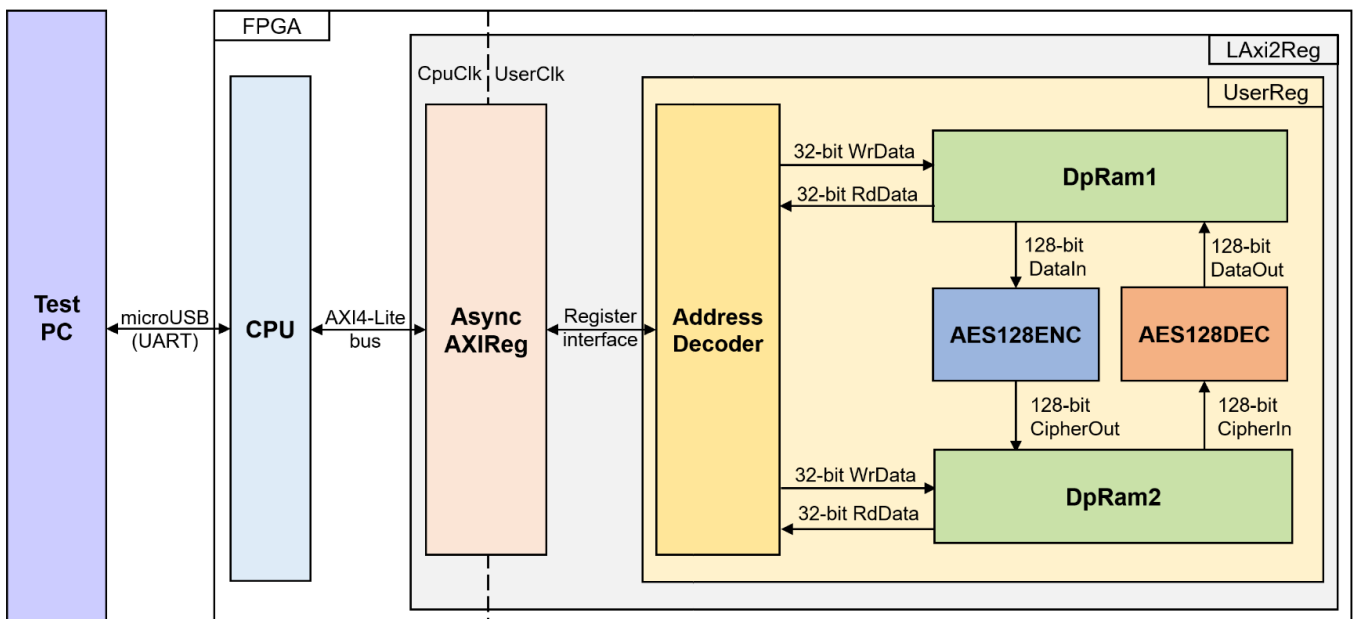 FPGA
LAxi2Reg
CpuClk
UserClk
UserReg
32-bit WrData
DpRam1
32-bit RdData
128-bit
DataIn
128-bit
DataOut
Test
PC
microUSB
(UART)
CPU
AXI4-Lite
bus
Async
AXIReg
Register
interface
Address
Decoder
AES128ENC
AES128DEC
128-bit
CipherOut
128-bit
CipherIn
32-bit WrData
DpRam2
32-bit RdData